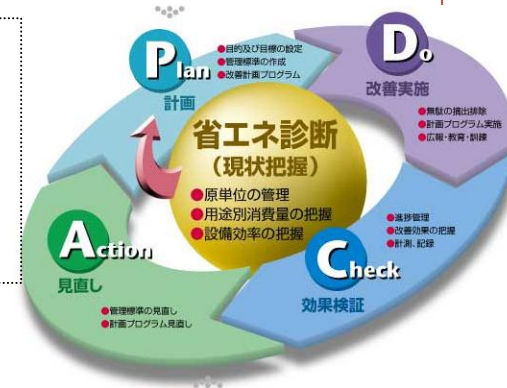 Plan
計画
●目的及び目標の設定
●管理標準の作成
●改善計画プログラム
Do
改善実施
●無駄の摘出排除
●計画プログラム実施
●広報・教育・訓練
省エネ診断
(現状把握)
●原単位の管理
●用途別消費量の把握
●設備効率の把握
Check
効果検証
●進捗管理
●改善効果の把握
●計測、記録
Action
見直し
●管理標準の見直し
●計画プログラム見直し